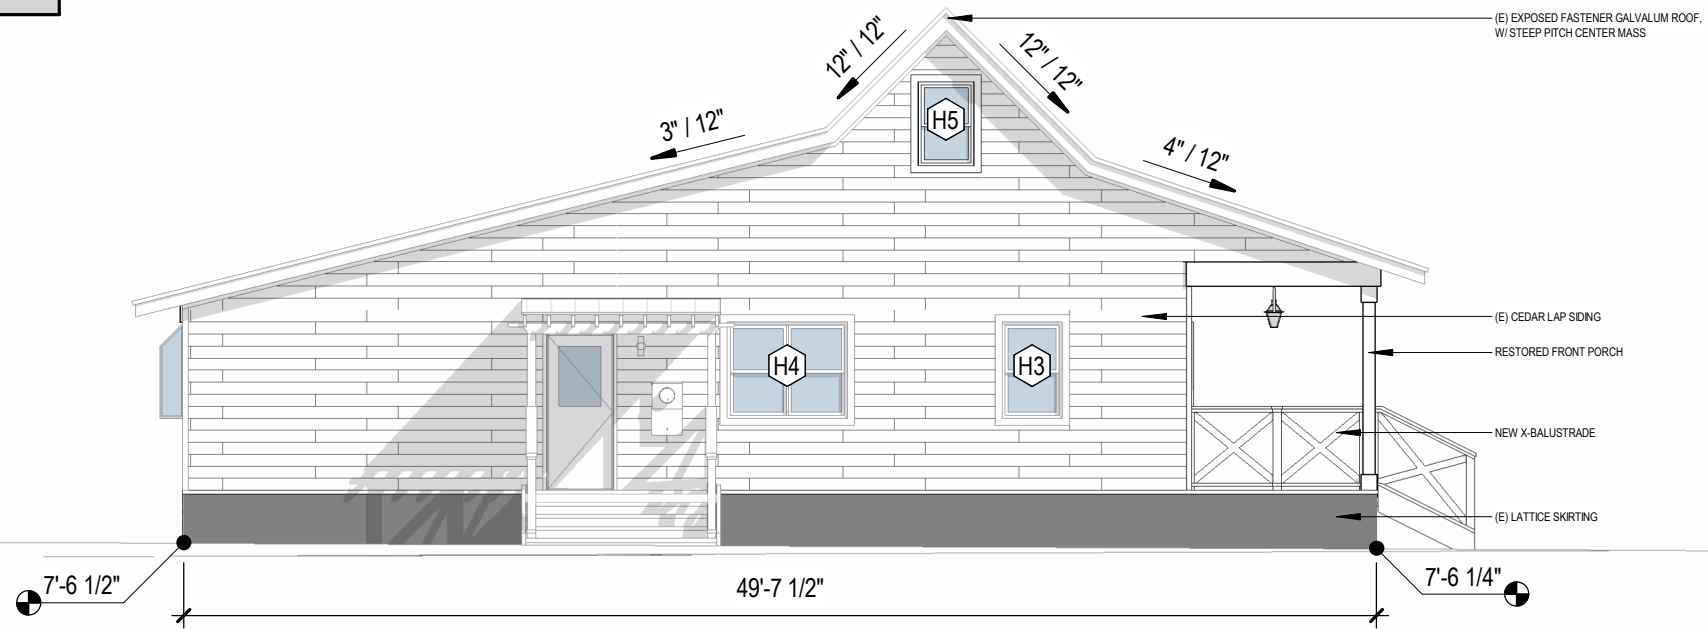 (E) EXPOSED FASTENER GALVALUM ROOF,
W/ STEEP PITCH CENTER MASS
12" / 12"
12" / 12"
3" / 12"
H5
4" / 12"
(E) CEDAR LAP SIDING
RESTORED FRONT PORCH
H4
H3
NEW X-BALUSTRADE
(E) LATTICE SKIRTING
7'-6 1/2"
49'-7 1/2"
7'-6 1/4"